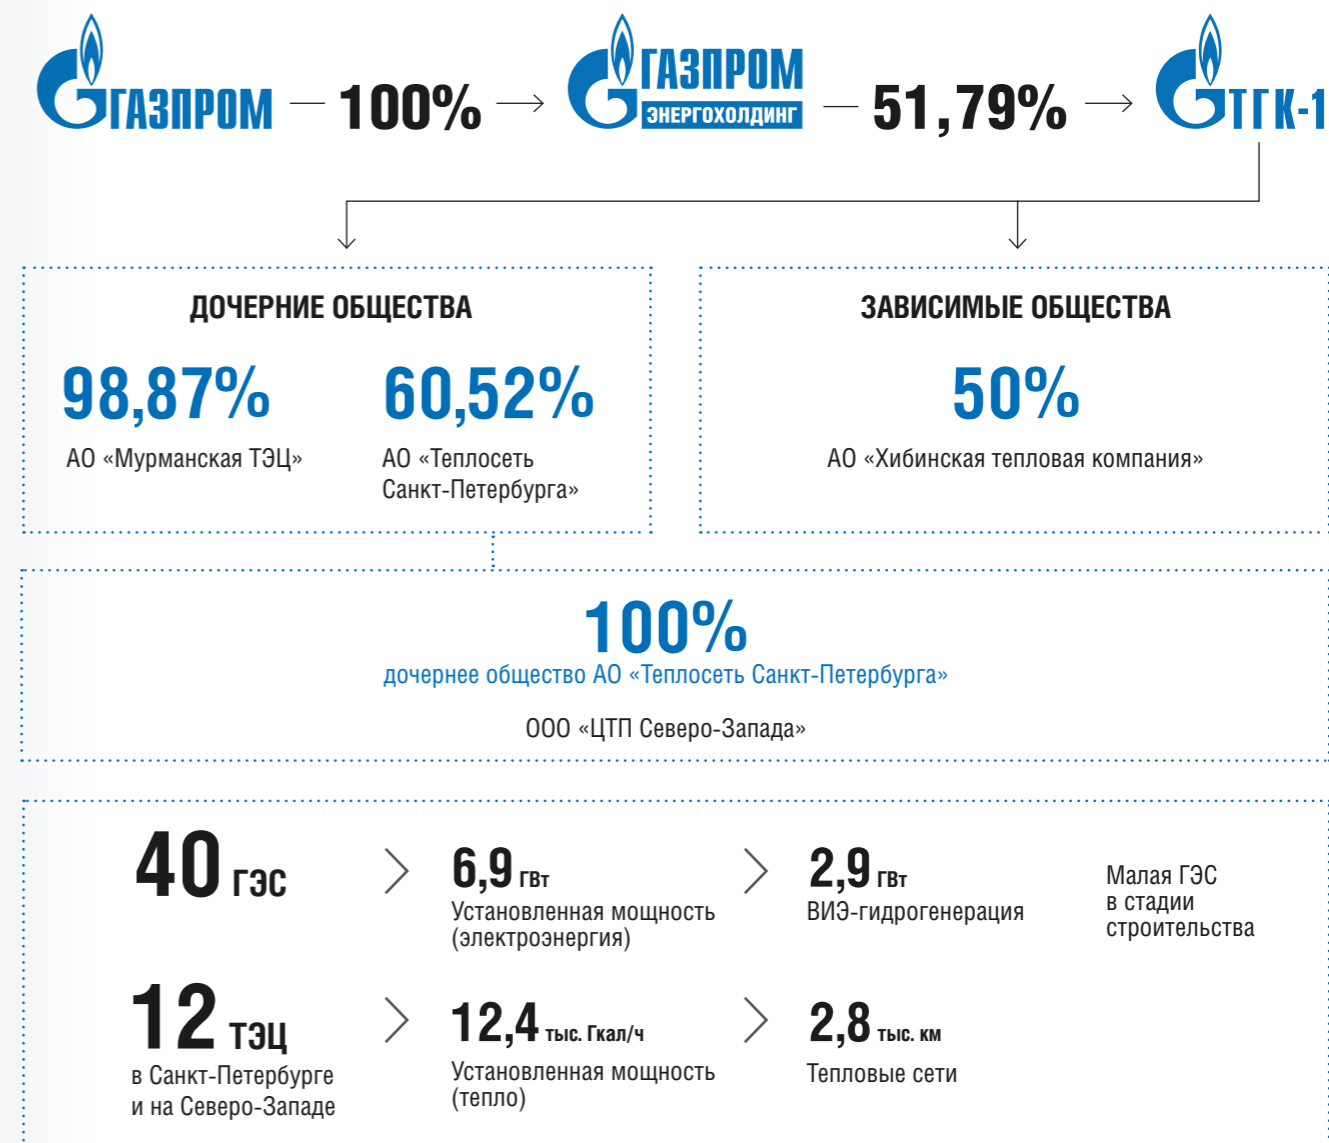 ГАЗПРОМ — 100% → ГАЗПРОМ ЭНЕРГОХОЛДИНГ — 51,79% → ТГК-1
ДОЧЕРНИЕ ОБЩЕСТВА
98,87% 60,52%
АО «Мурманская ТЭЦ» АО «Теплосеть
Санкт-Петербурга»
ЗАВИСИМЫЕ ОБЩЕСТВА
50%
АО «Хибинская тепловая компания»
100%
дочернее общество АО «Теплосеть Санкт-Петербурга»
ООО «ЦТП Северо-Запада»
40 ГЭС
6,9 ГВт
Установленная мощность
(электроэнергия)
2,9 ГВт
ВИЭ-гидрогенерация
Малая ГЭС
в стадии
строительства
12 ТЭЦ
в Санкт-Петербурге
и на Северо-Западе
12,4 тыс. Гкал/ч
Установленная мощность
(тепло)
2,8 тыс. км
Тепловые сети